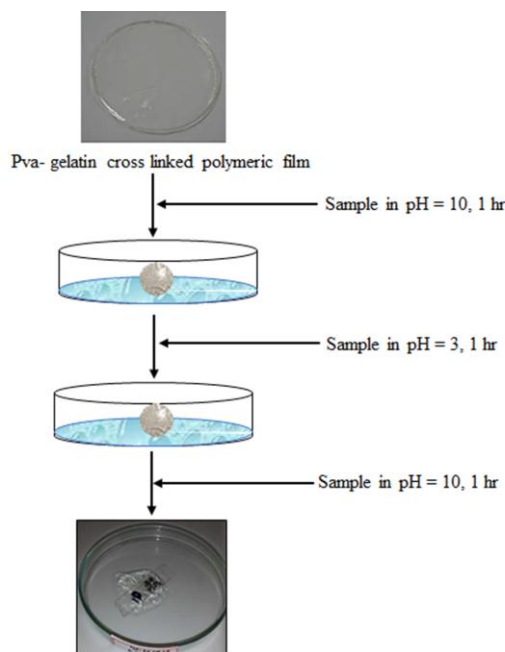 Pva- gelatin cross linked polymeric film
Sample in pH = 10, 1 hr
Sample in pH = 3, 1 hr
Sample in pH = 10, 1 hr